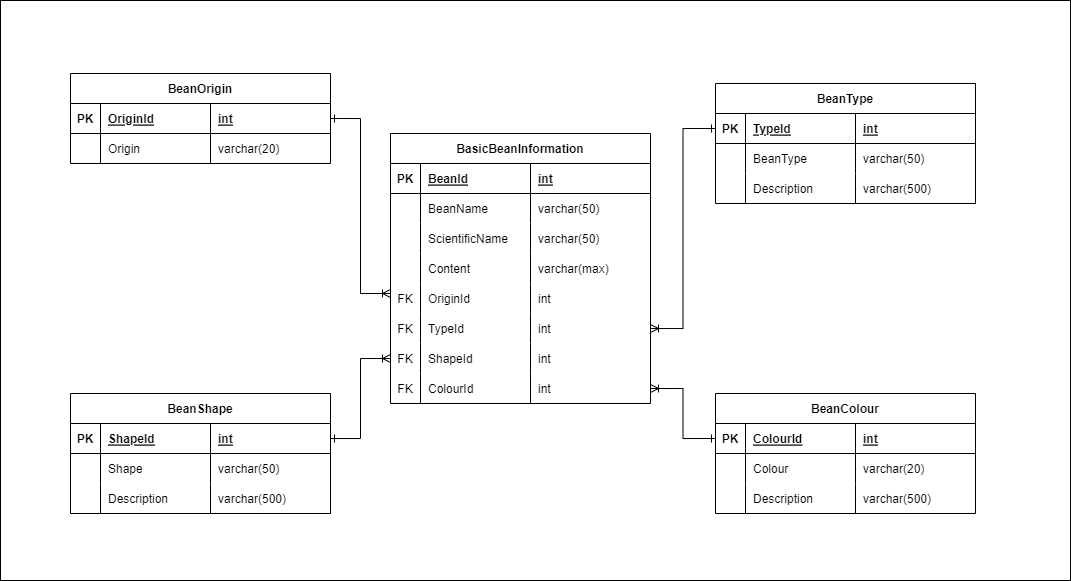 BeanOrigin
PK OriginId int
Origin varchar(20)
BasicBeanInformation
PK BeanId int
BeanName varchar(50)
ScientificName varchar(50)
Content varchar(max)
FK OriginId int
FK TypeId int
FK ShapeId int
FK ColourId int
BeanType
PK TypeId int
BeanType varchar(50)
Description varchar(500)
BeanShape
PK ShapeId int
Shape varchar(50)
Description varchar(500)
BeanColour
PK ColourId int
Colour varchar(20)
Description varchar(500)